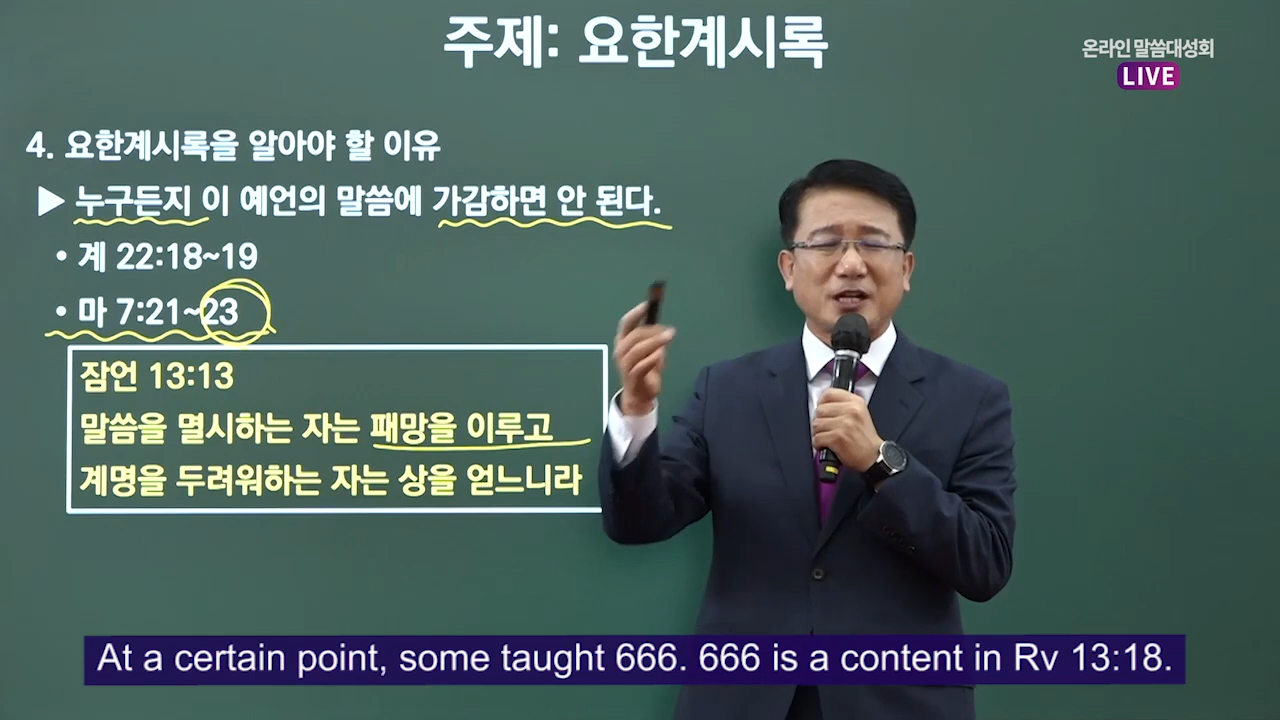 주제: 요한계시록
온라인 말씀대성회
LIVE
4. 요한계시록을 알아야 할 이유
▶ 누구든지 이 예언의 말씀에 가감하면 안 된다.
• 계 22:18~19
• 마 7:21~23
잠언 13:13
말씀을 멸시하는 자는 패망을 이루고
계명을 두려워하는 자는 상을 얻느니라
At a certain point, some taught 666. 666 is a content in Rv 13:18.